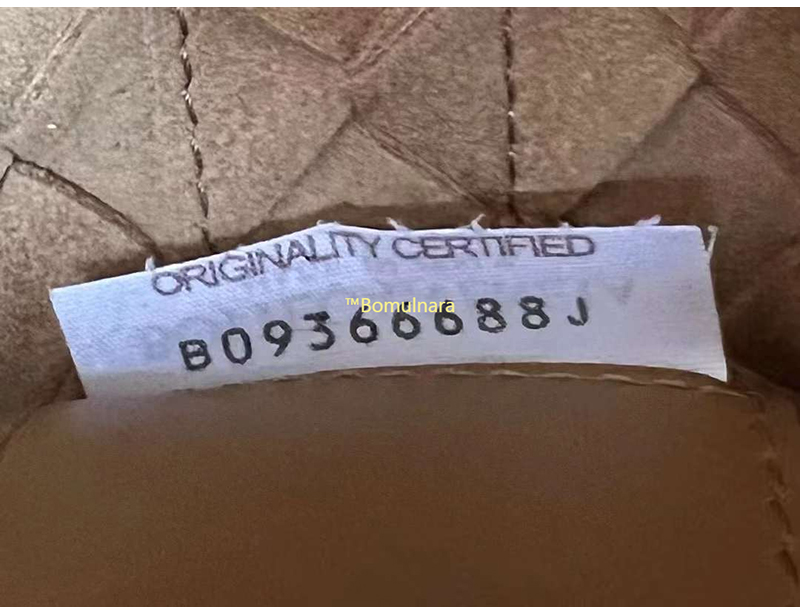 ORIGINALITY CERTIFIED
™Bomulnara
B09366688J